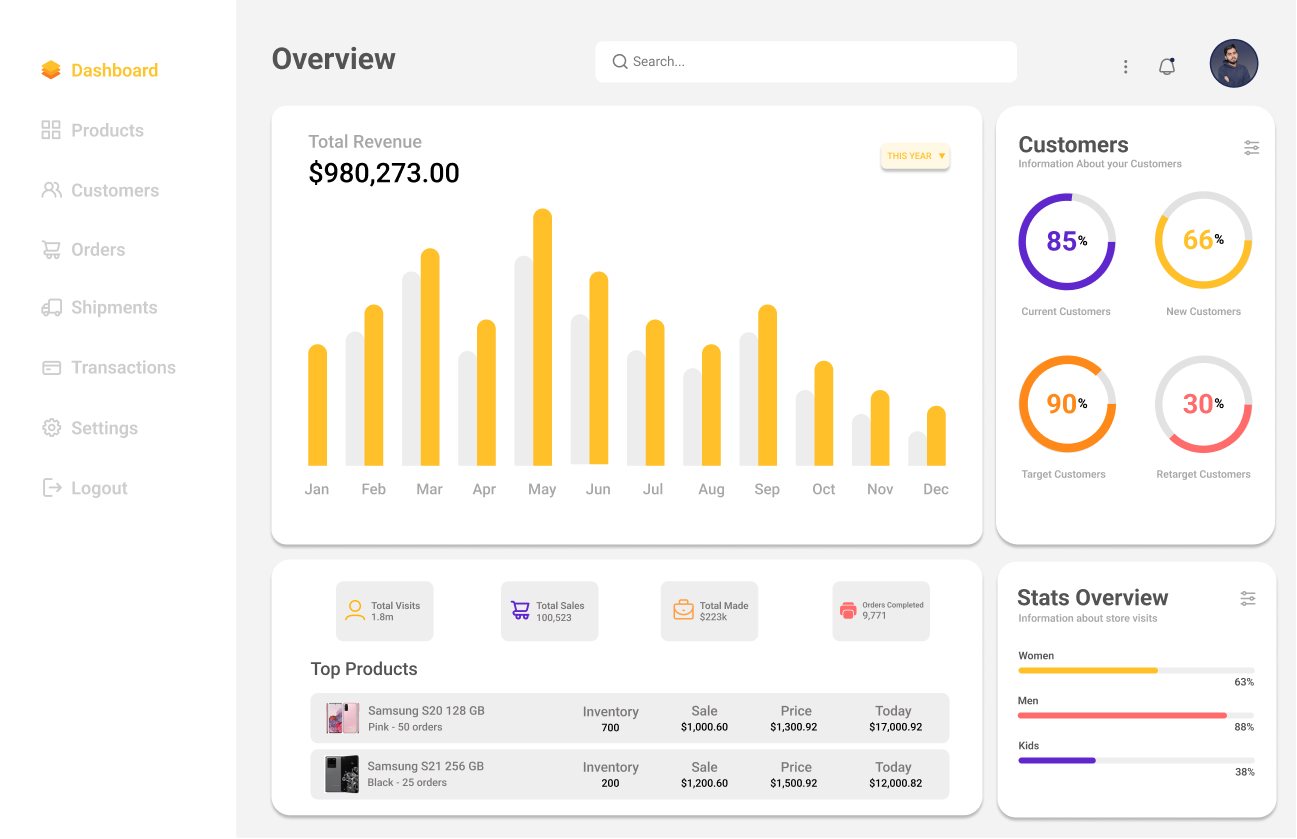 Dashboard
Products
Customers
Orders
Shipments
Transactions
Settings
Logout
Overview
Search...
Total Revenue
$980,273.00
THIS YEAR
Jan Feb Mar Apr May Jun Jul Aug Sep Oct Nov Dec
Customers
Information About your Customers
85%
Current Customers
66%
New Customers
90%
Target Customers
30%
Retarget Customers
Total Visits
1.8m
Total Sales
100,523
Total Made
$223k
Orders Completed
9,771
Top Products
Samsung S20 128 GB
Pink - 50 orders
Inventory
700
Sale
$1,000.60
Price
$1,300.92
Today
$17,000.92
Samsung S21 256 GB
Black - 25 orders
Inventory
200
Sale
$1,200.60
Price
$1,500.92
Today
$12,000.82
Stats Overview
Information about store visits
Women
63%
Men
88%
Kids
38%